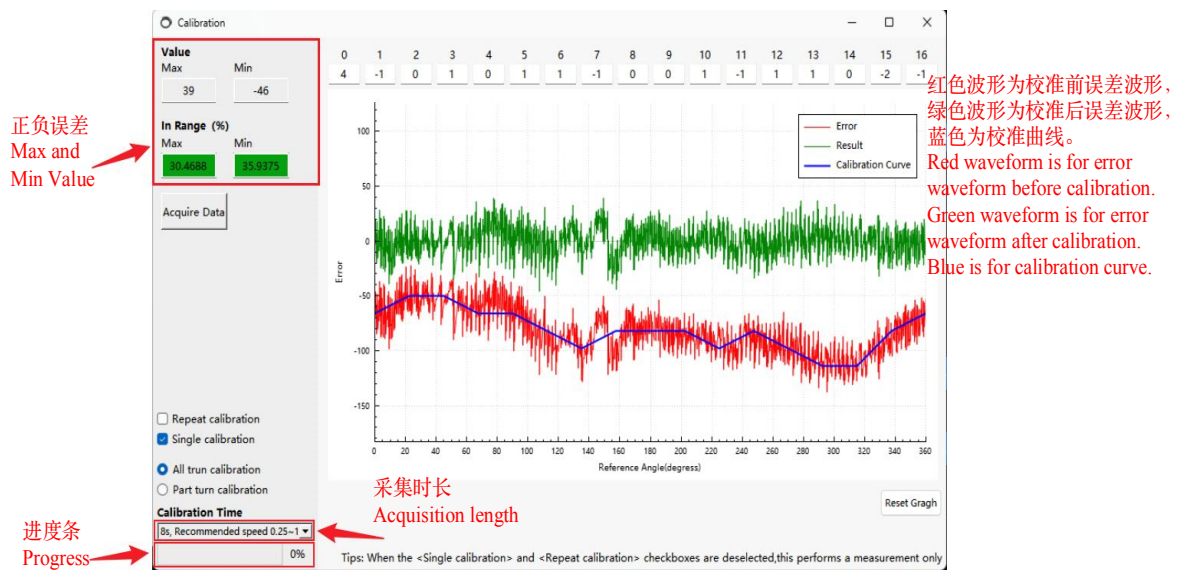 Calibration
Value
Max Min
39 -46
In Range (%)
Max Min
30.4688 35.9375
Acquire Data
正负误差
Max and
Min Value
0 1 2 3 4 5 6 7 8 9 10 11 12 13 14 15 16
4 -1 0 1 0 1 1 -1 0 0 1 -1 1 1 0 -2 -1
Error
Result
Calibration Curve
100
50
0
-50
-100
-150
Error
0 20 40 60 80 100 120 140 160 180 200 220 240 260 280 300 320 340 360
Reference Angle(degress)
红色波形为校准前误差波形，
绿色波形为校准后误差波形，
蓝色为校准曲线。
Red waveform is for error
waveform before calibration.
Green waveform is for error
waveform after calibration.
Blue is for calibration curve.
Repeat calibration
Single calibration
All trun calibration
Part turn calibration
Calibration Time
8s, Recommended speed 0.25~1
0%
采集时长
Acquisition length
进度条
Progress
Reset Gragh
Tips: When the <Single calibration> and <Repeat calibration> checkboxes are deselected,this performs a measurement only